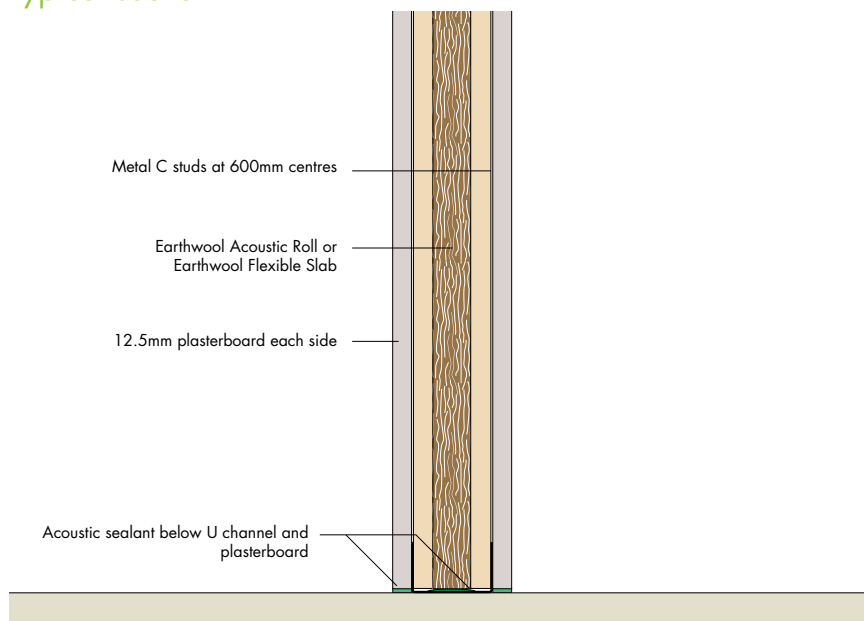 Metal C studs at 600mm centres
Earthwool Acoustic Roll or
Earthwool Flexible Slab
12.5mm plasterboard each side
Acoustic sealant below U channel and
plasterboard